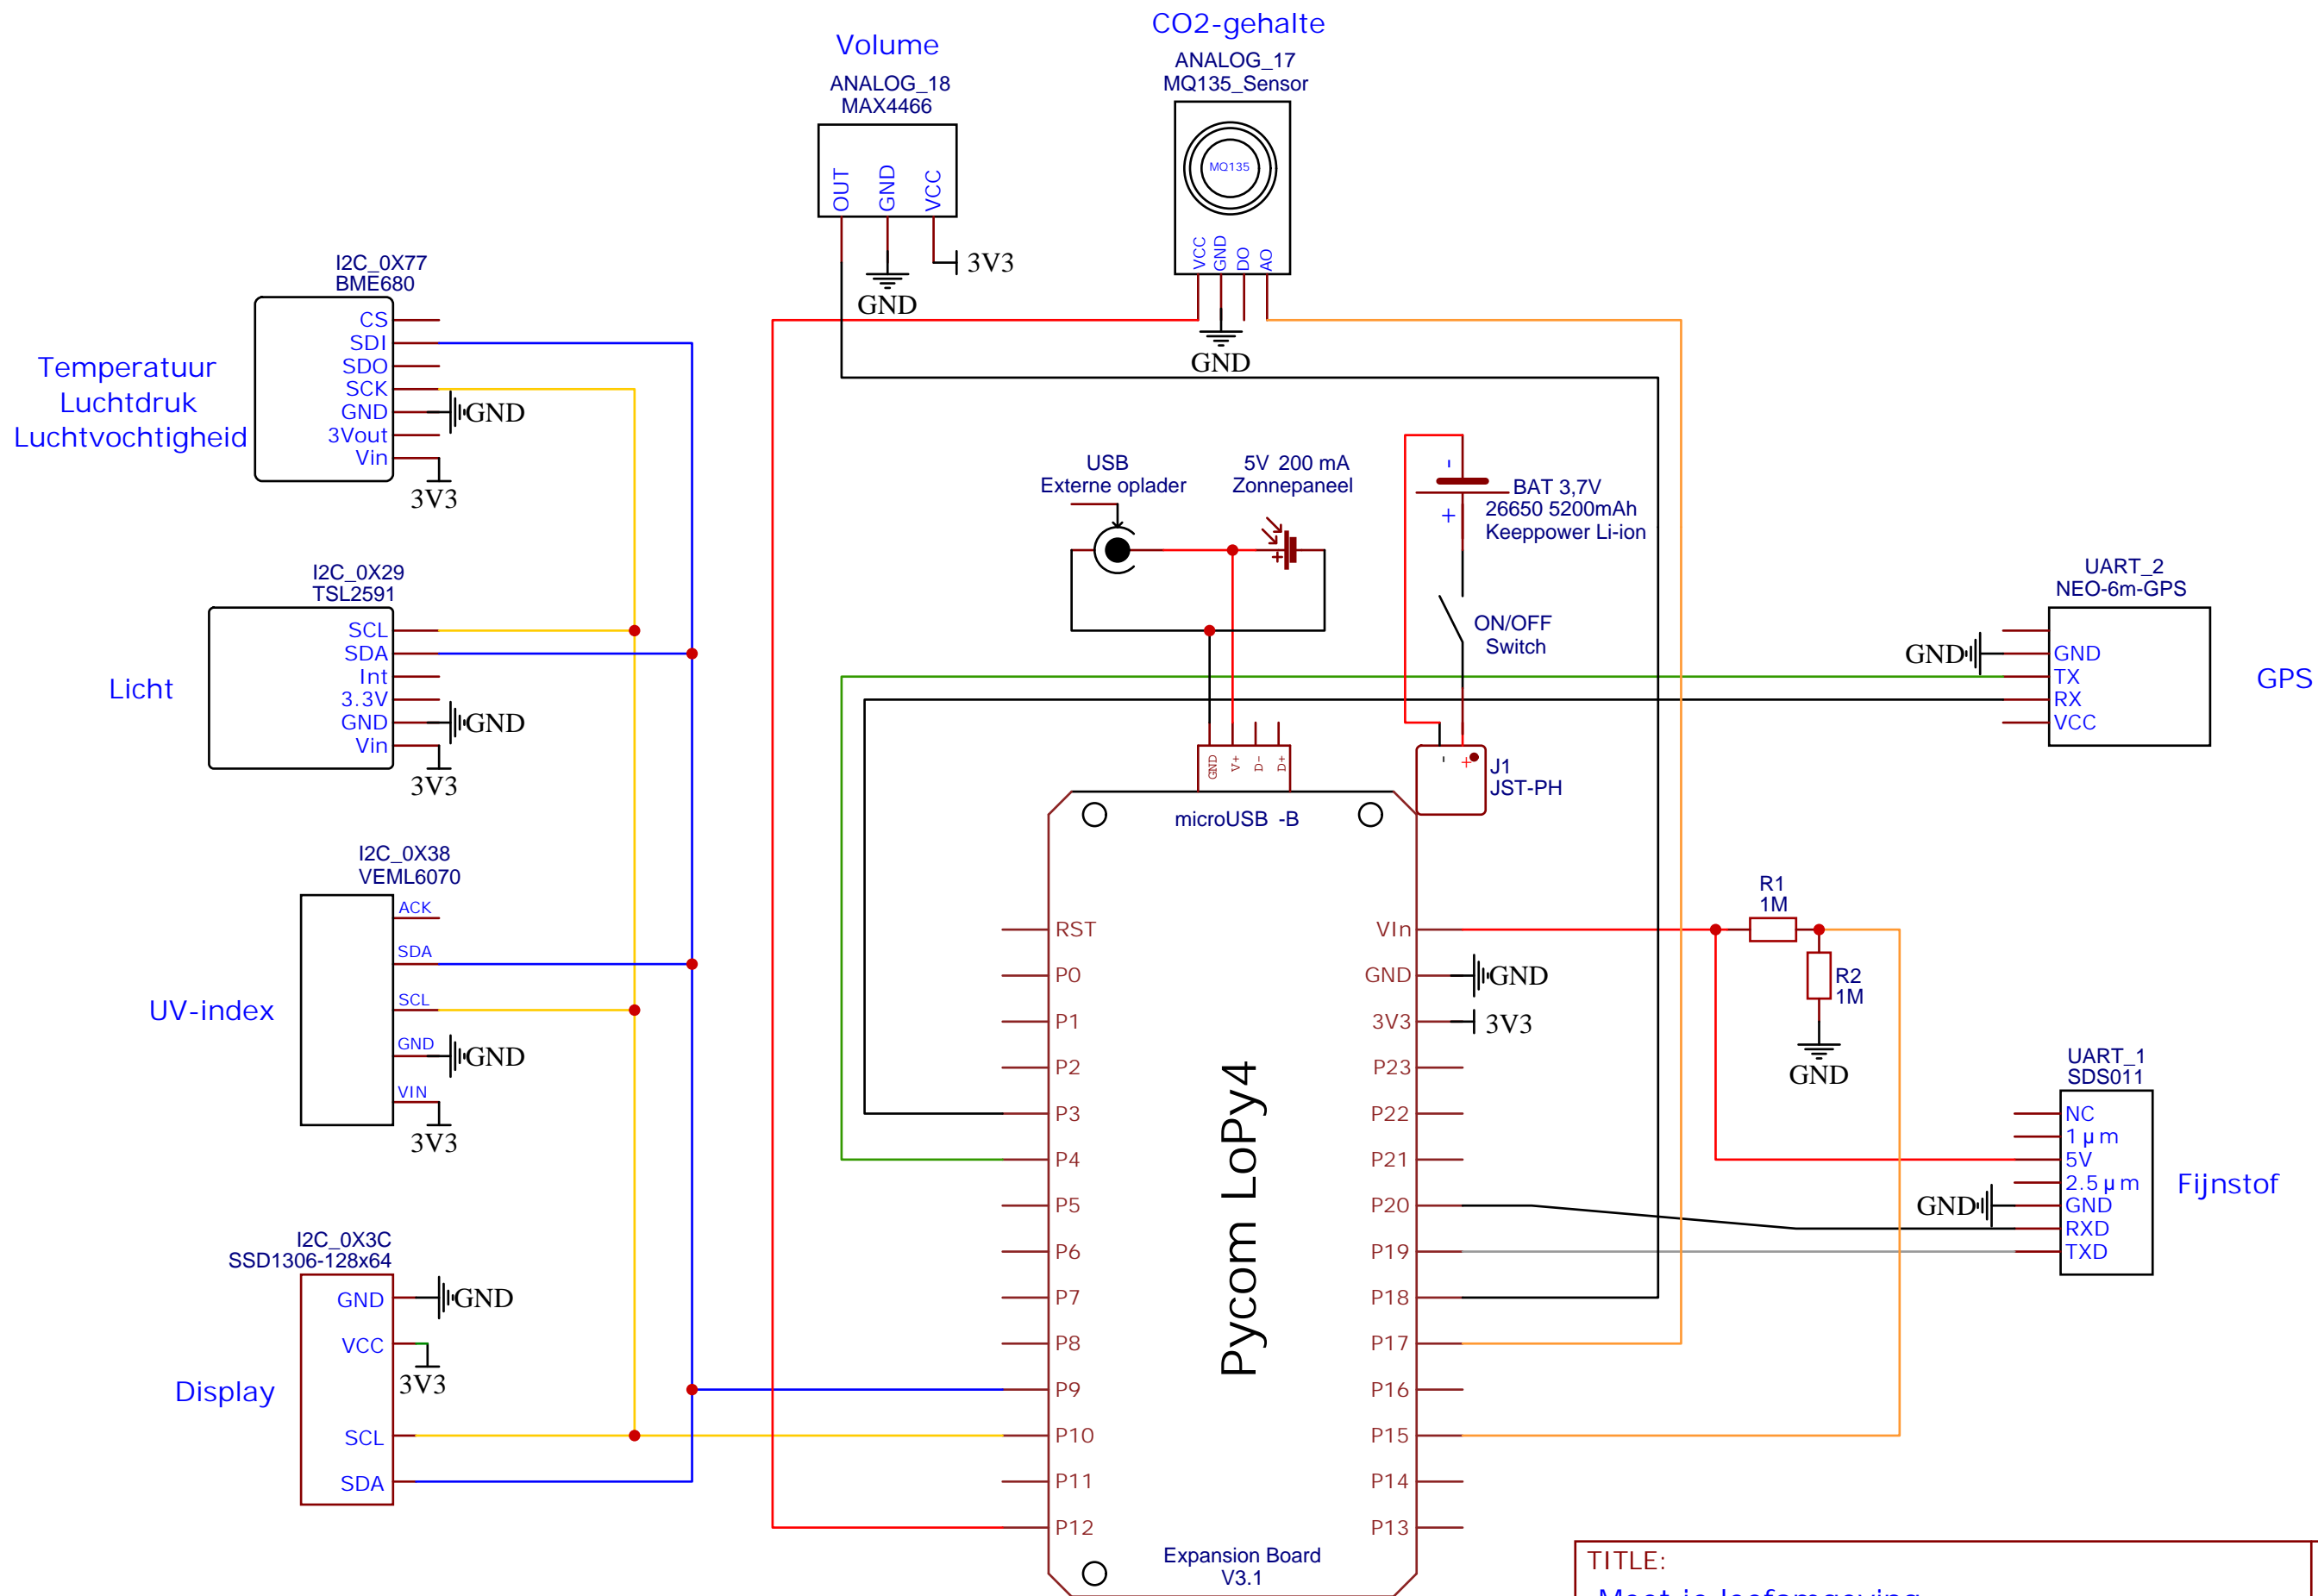 CO2-gehalte
ANALOG_17
MQ135_Sensor
MQ135
VCC
GND
DO
AO
GND
Volume
ANALOG_18
MAX4466
OUT
GND
VCC
3V3
GND
I2C_0X77
BME680
CS
SDI
SDO
SCK
GND
3Vout
Vin
GND
3V3
Temperatuur
Luchtdruk
Luchtvochtigheid
I2C_0X29
TSL2591
SCL
SDA
Int
3.3V
GND
Vin
GND
3V3
Licht
I2C_0X38
VEML6070
ACK
SDA
SCL
GND
VIN
GND
3V3
UV-index
I2C_0X3C
SSD1306-128x64
GND
VCC
SCL
SDA
GND
3V3
Display
USB
Externe oplader
5V 200 mA
Zonnepaneel
+
-
+
BAT 3,7V
26650 5200mAh
Keeppower Li-ion
ON/OFF
Switch
GND
V+
D-
D+
microUSB -B
- +
J1
JST-PH
UART_2
NEO-6m-GPS
GND
GND
TX
RX
VCC
GPS
RST
P0
P1
P2
P3
P4
P5
P6
P7
P8
P9
P10
P11
P12
Pycom LoPy4
VIn
GND
3V3
P23
P22
P21
P20
P19
P18
P17
P16
P15
P14
P13
GND
3V3
Expansion Board
V3.1
R1
1M
R2
1M
GND
UART_1
SDS011
NC
1µm
5V
2.5µm
GND
RXD
TXD
GND
Fijnstof
TITLE:
Meet je leefomgeving